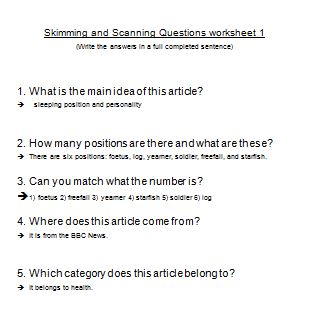 Skimming and Scanning Questions worksheet 1
(Write the answers in a full completed sentence)
1. What is the main idea of this article?
➔ sleeping position and personality
2. How many positions are there and what are these?
➔ There are six positions: foetus, log, yearner, soldier, freefall, and starfish.
3. Can you match what the number is?
➔ 1) foetus 2) freefall 3) yearner 4) starfish 5) soldier 6) log
4. Where does this article come from?
➔ It is from the BBC News.
5. Which category does this article belong to?
➔ It belongs to health.